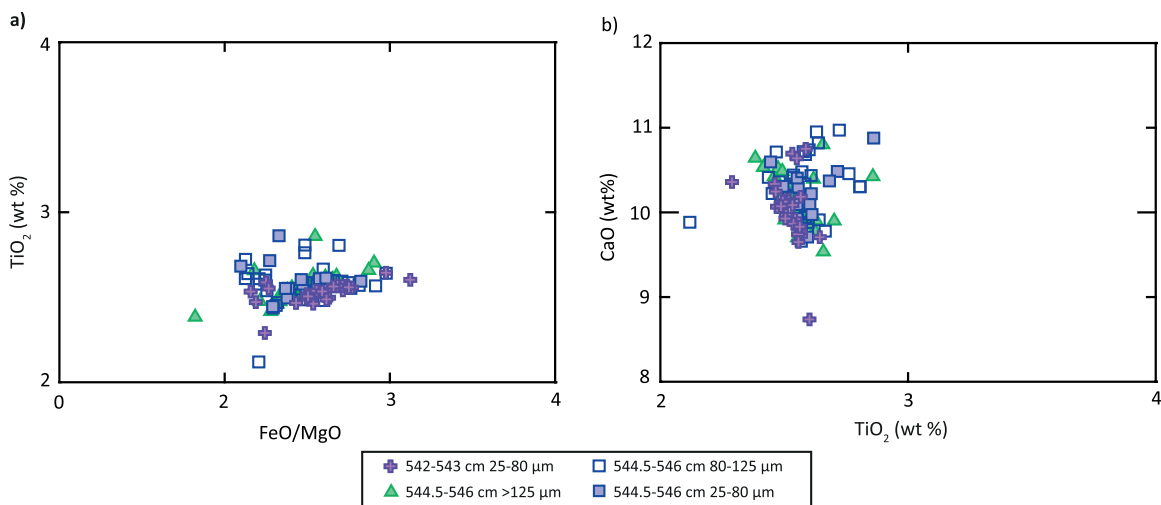 a)
4
3
2
TiO2 (wt %)
0
2
3
4
FeO/MgO
b)
12
11
10
9
8
CaO (wt%)
2
3
4
TiO2 (wt %)
542-543 cm 25-80 μm
544.5-546 cm 80-125 μm
544.5-546 cm >125 μm
544.5-546 cm 25-80 μm